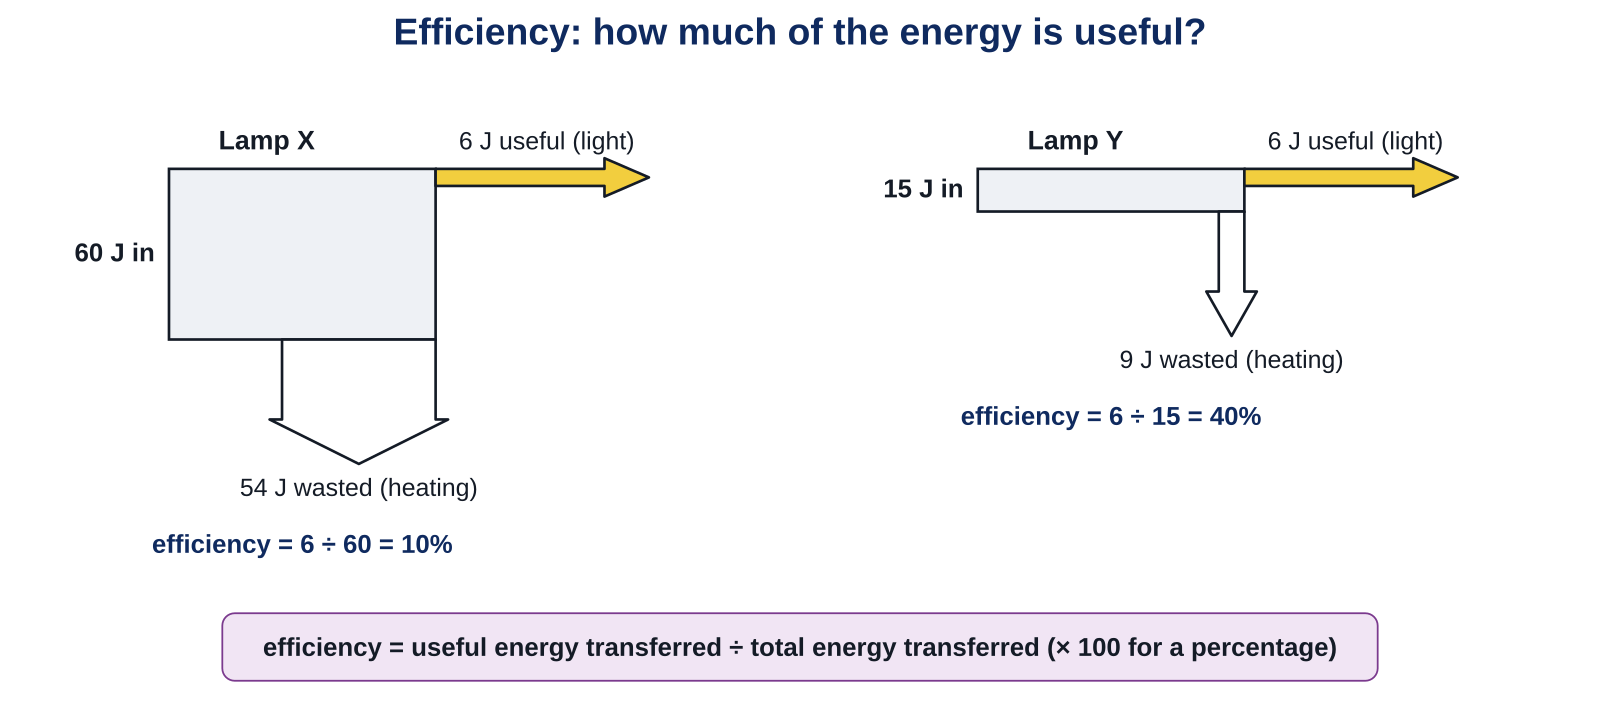 Efficiency: how much of the energy is useful?
Lamp X
6 J useful (light)
60 J in
54 J wasted (heating)
efficiency = 6 ÷ 60 = 10%
Lamp Y
6 J useful (light)
15 J in
9 J wasted (heating)
efficiency = 6 ÷ 15 = 40%
efficiency = useful energy transferred ÷ total energy transferred (× 100 for a percentage)